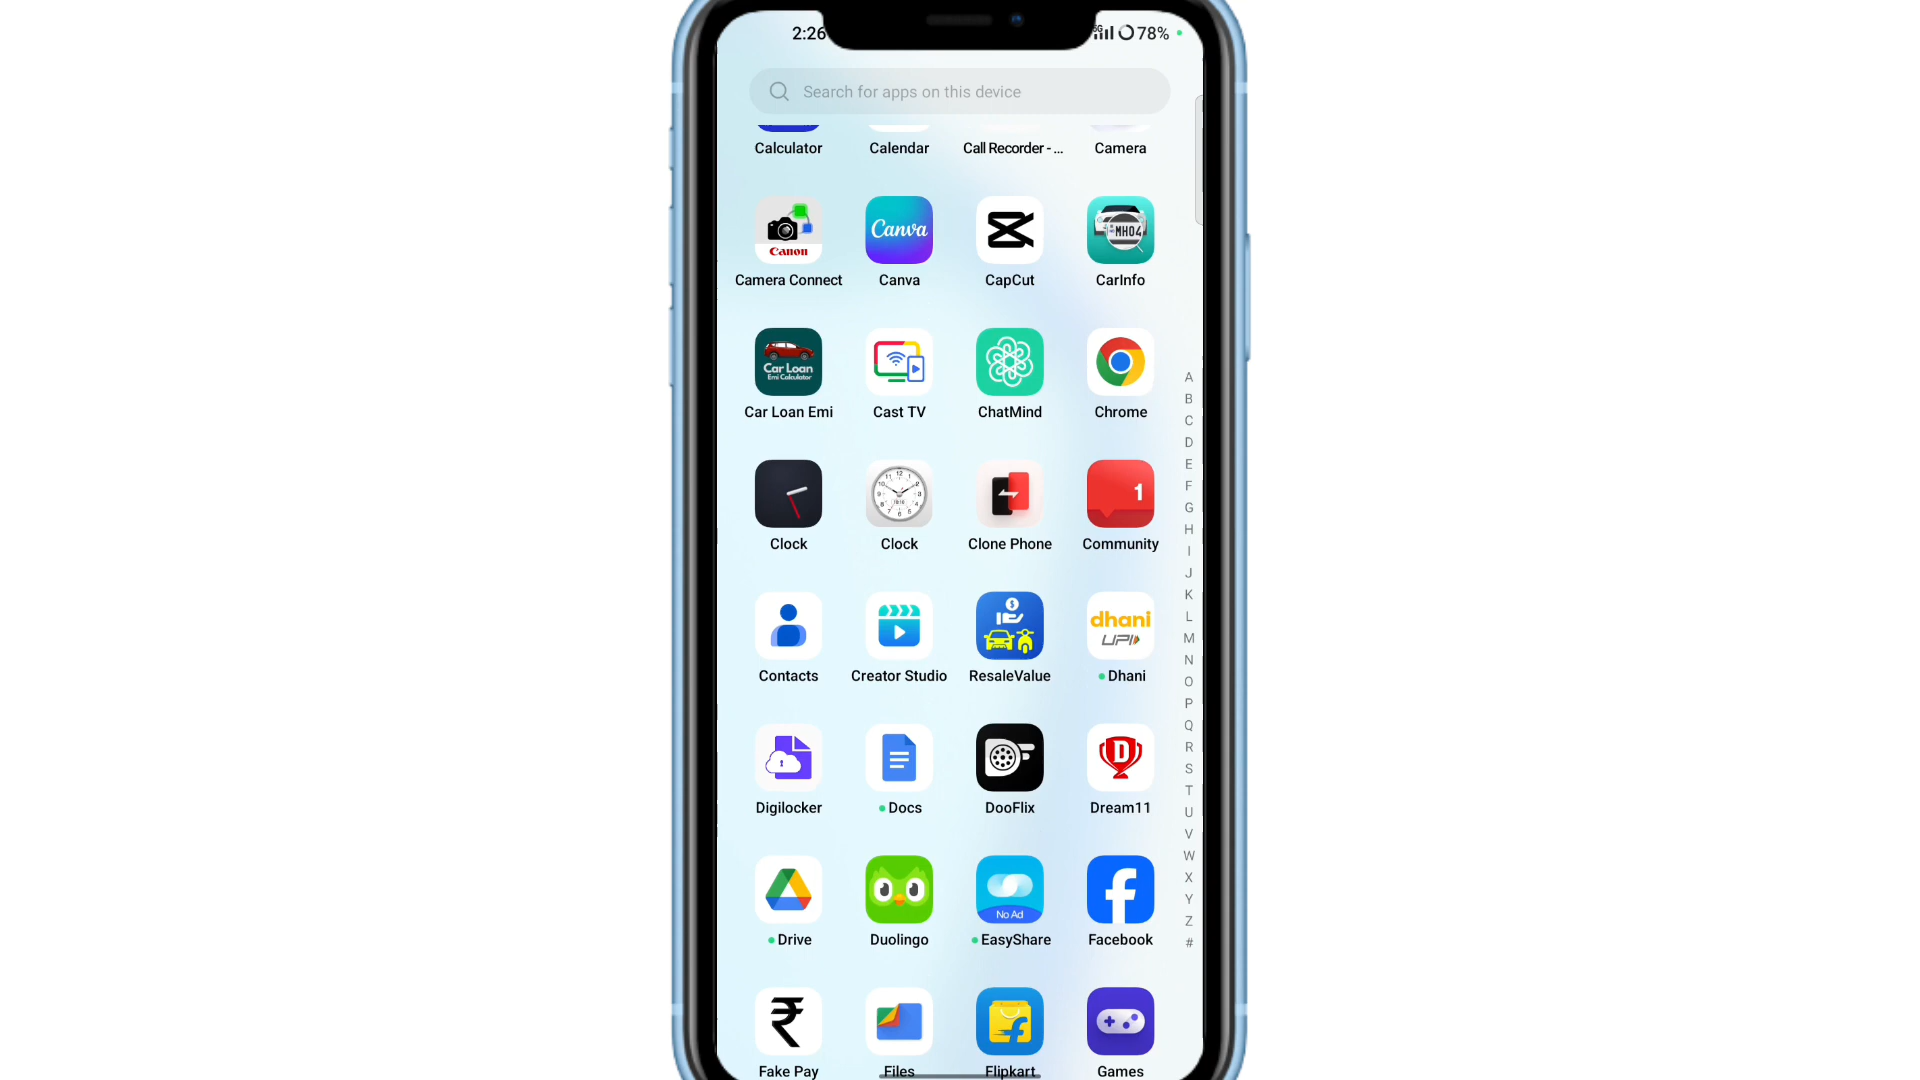 2:26
5G 78%
Search for apps on this device
Calculator Calendar Call Recorder - ... Camera
Canon Canva MH04
Camera Connect Canva CapCut CarInfo
Car Loan
Emi Calculator
Car Loan Emi Cast TV ChatMind Chrome
1
Clock Clock Clone Phone Community
dhani
UPI
Contacts Creator Studio ResaleValue Dhani
D
Digilocker Docs DooFlix Dream11
No Ad
Drive Duolingo EasyShare Facebook
₹
Fake Pay Files Flipkart Games
A
B
C
D
E
F
G
H
I
J
K
L
M
N
O
P
Q
R
S
T
U
V
W
X
Y
Z
#